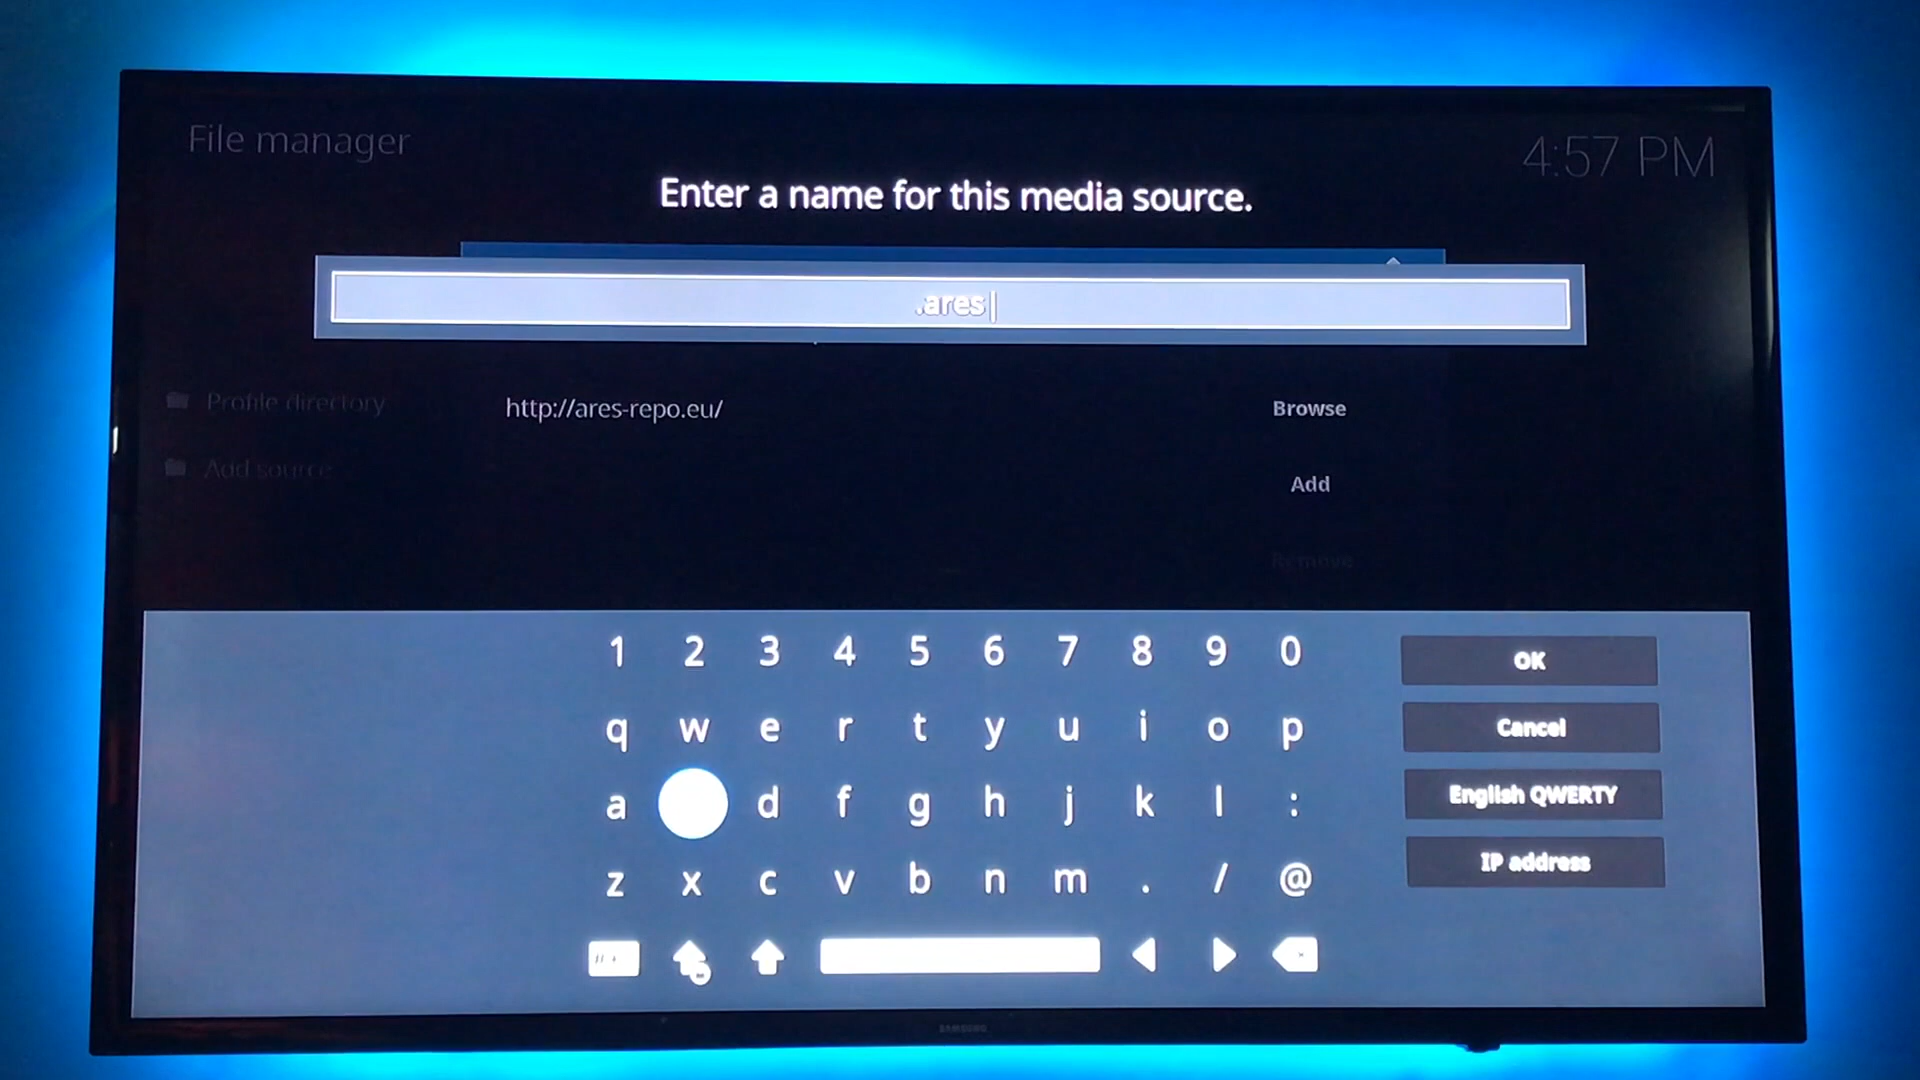 File manager
4:57 PM
Enter a name for this media source.
.ares
Profile directory
http://ares-repo.eu/
Browse
Add source
Add
Remove
1 2 3 4 5 6 7 8 9 0
OK
q w e r t y u i o p
Cancel
a d f g h j k l :
English QWERTY
z x c v b n m . / @
IP address
SAMSUNG